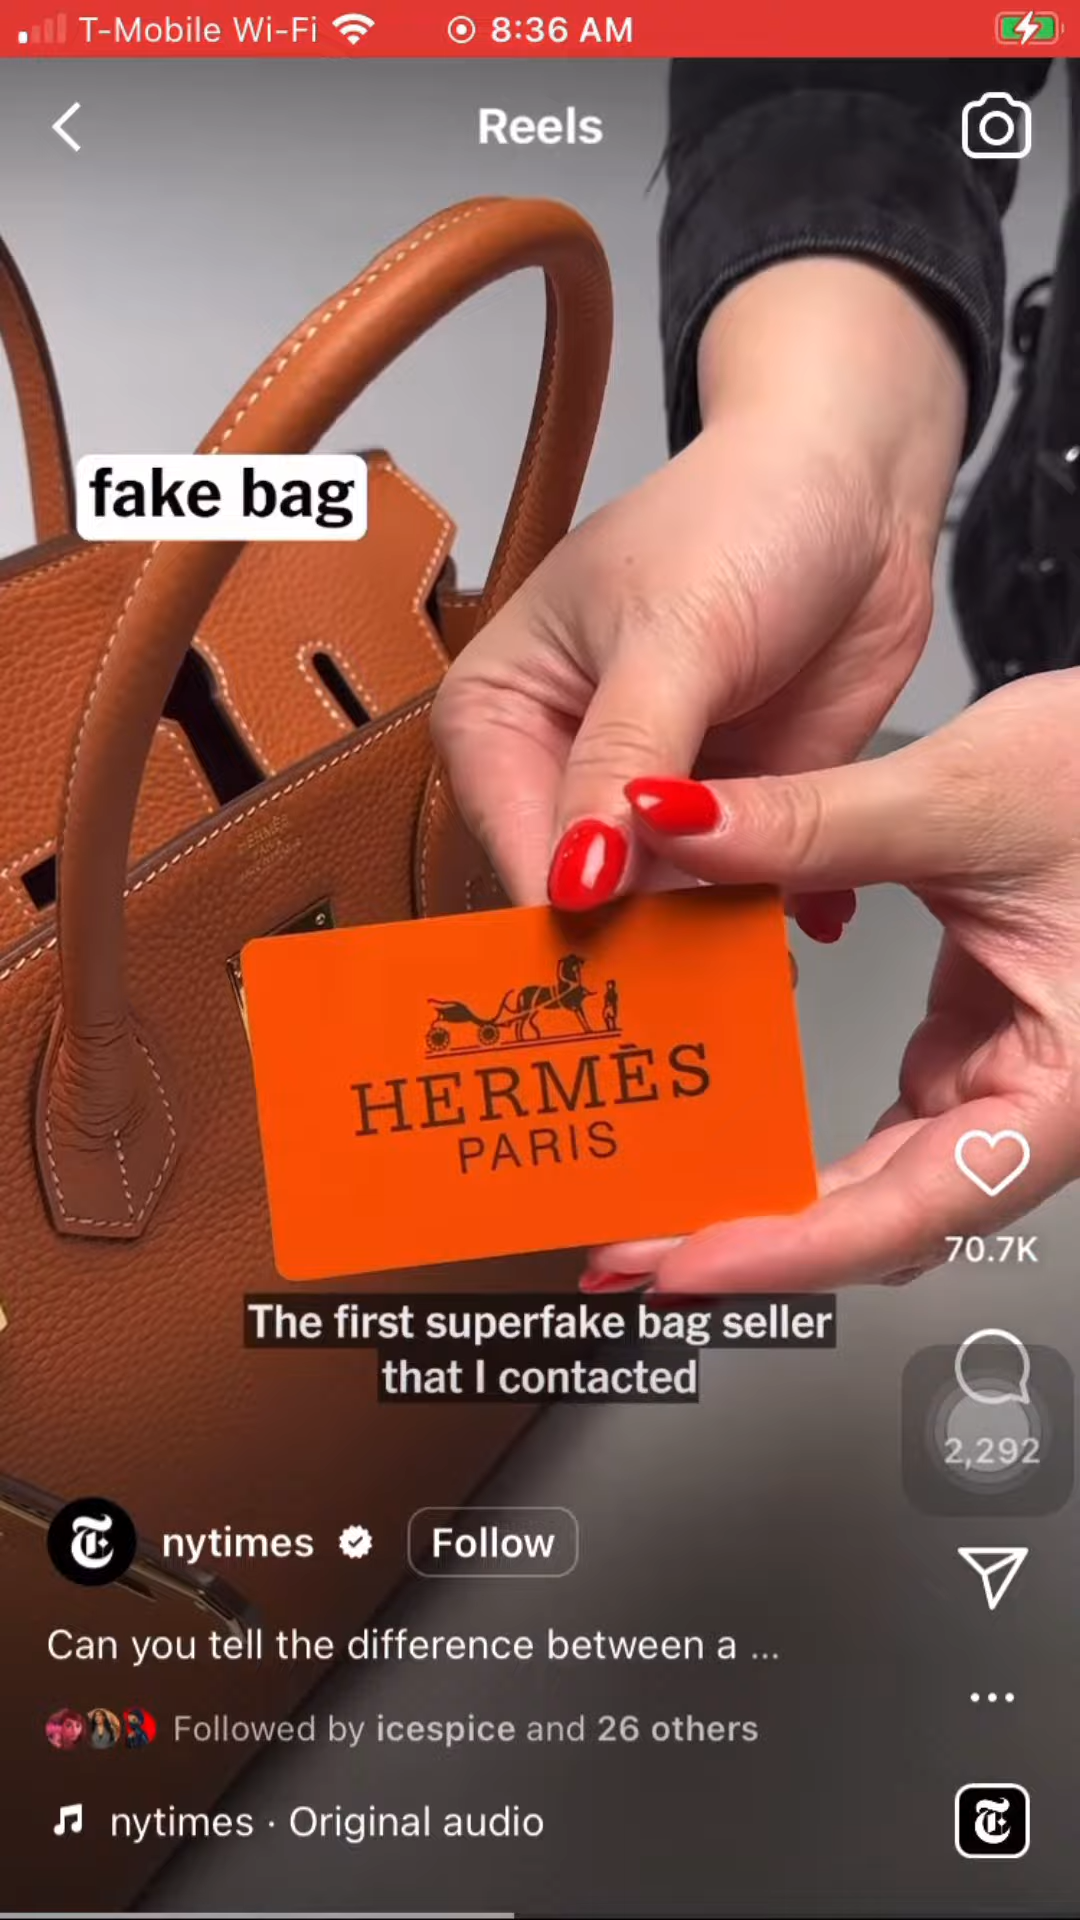 T-Mobile Wi-Fi 8:36 AM
Reels
fake bag
HERMÈS
HERMÈS
PARIS
70.7K
The first superfake bag seller
that I contacted
2,292
nytimes Follow
Can you tell the difference between a ...
Followed by icespice and 26 others
nytimes · Original audio